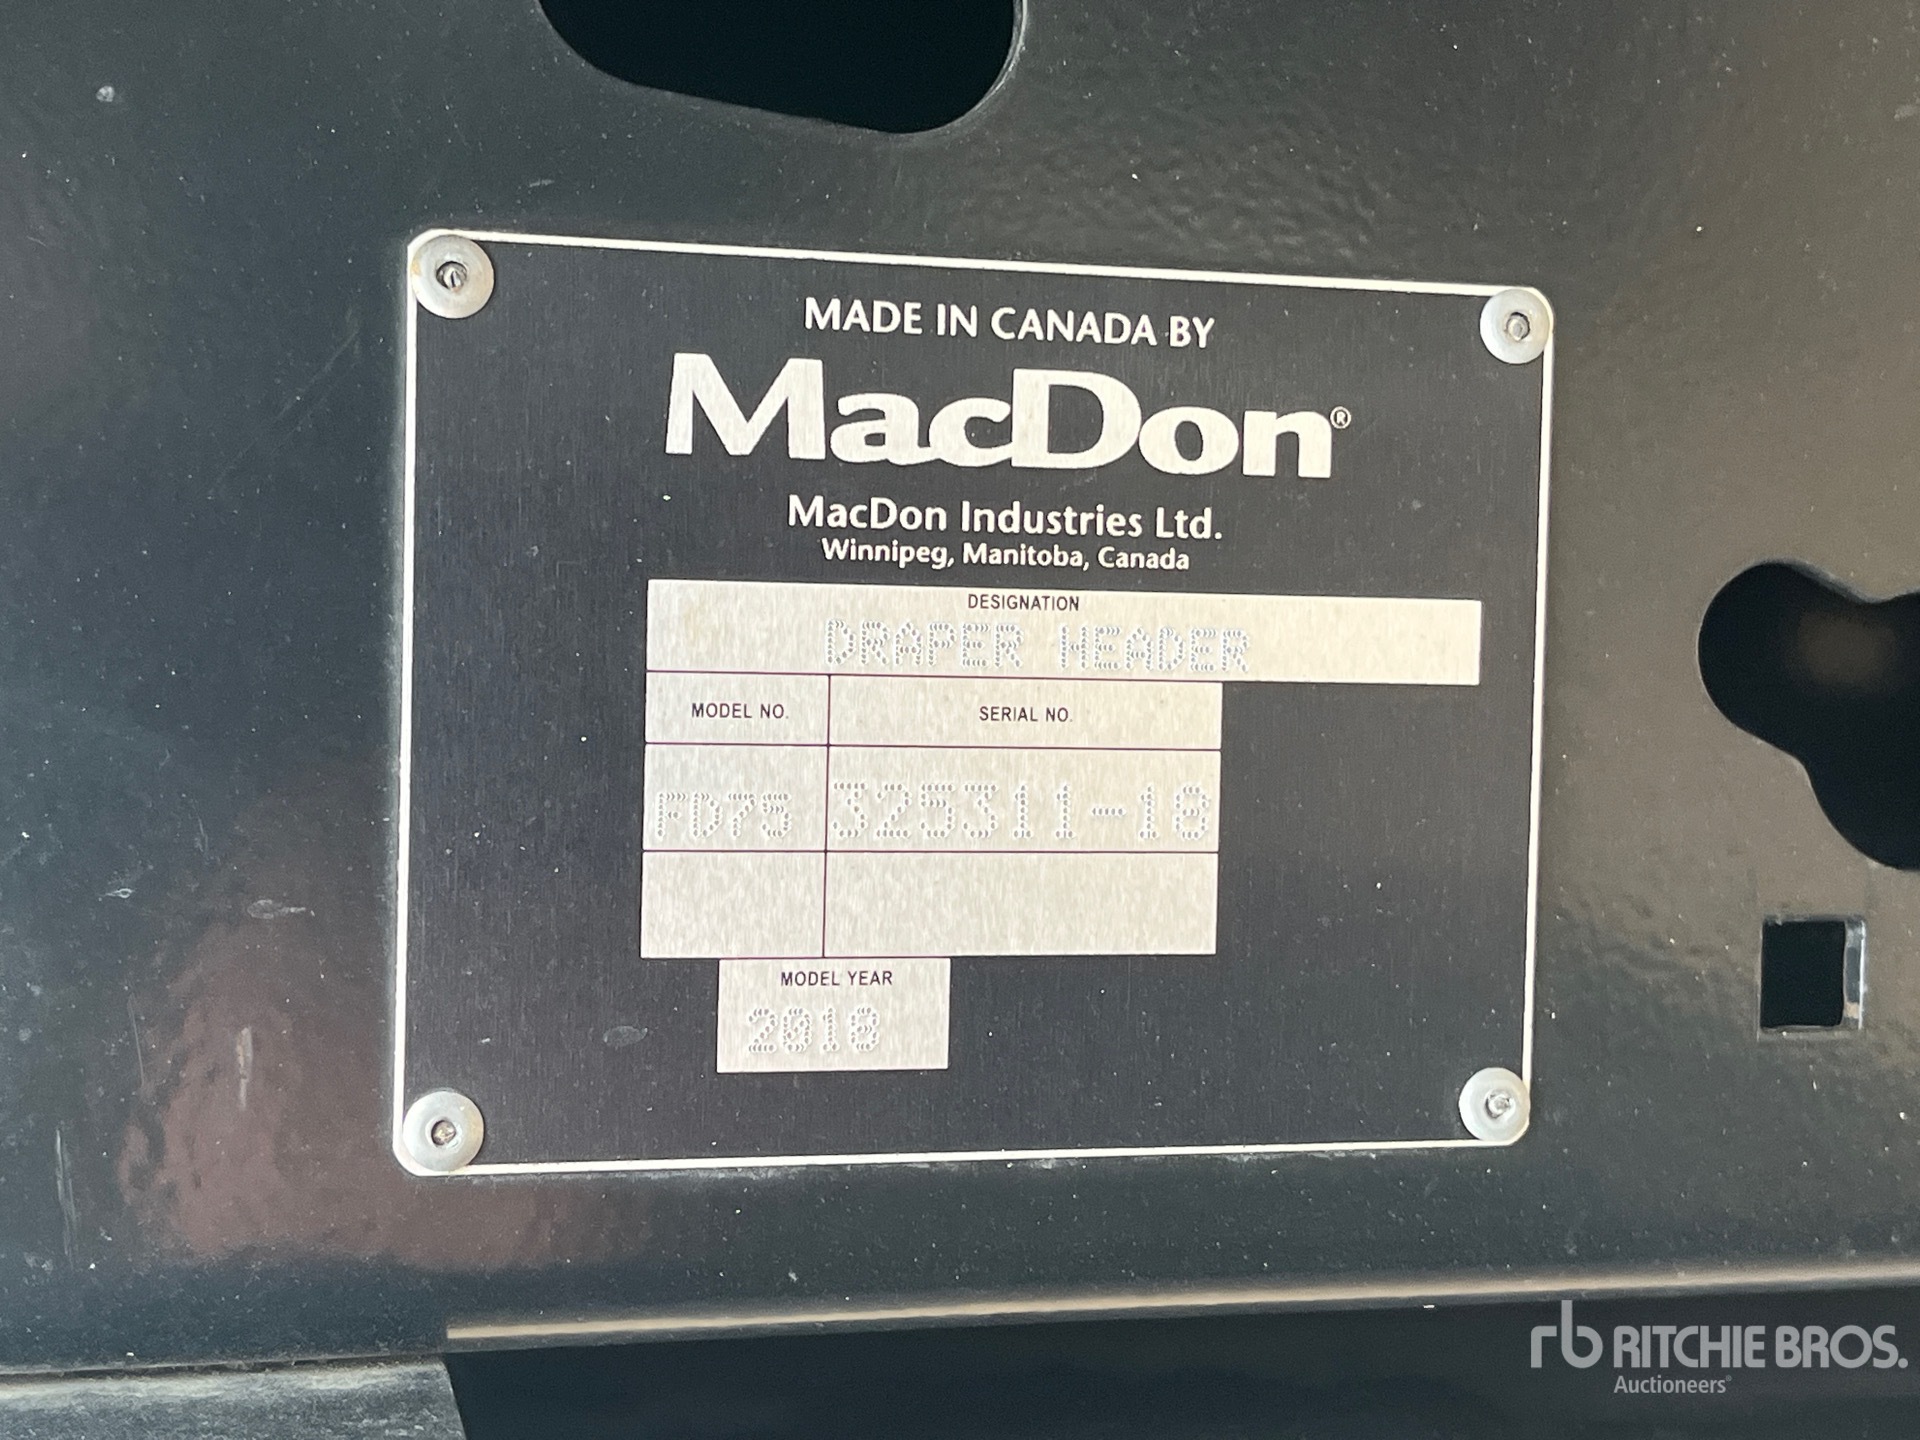 MADE IN CANADA BY
MacDon®
MacDon Industries Ltd.
Winnipeg, Manitoba, Canada
DESIGNATION
DRAPER HEADER
MODEL NO. SERIAL NO.
FD75 325311-18
MODEL YEAR
2018
rb RITCHIE BROS.
Auctioneers®